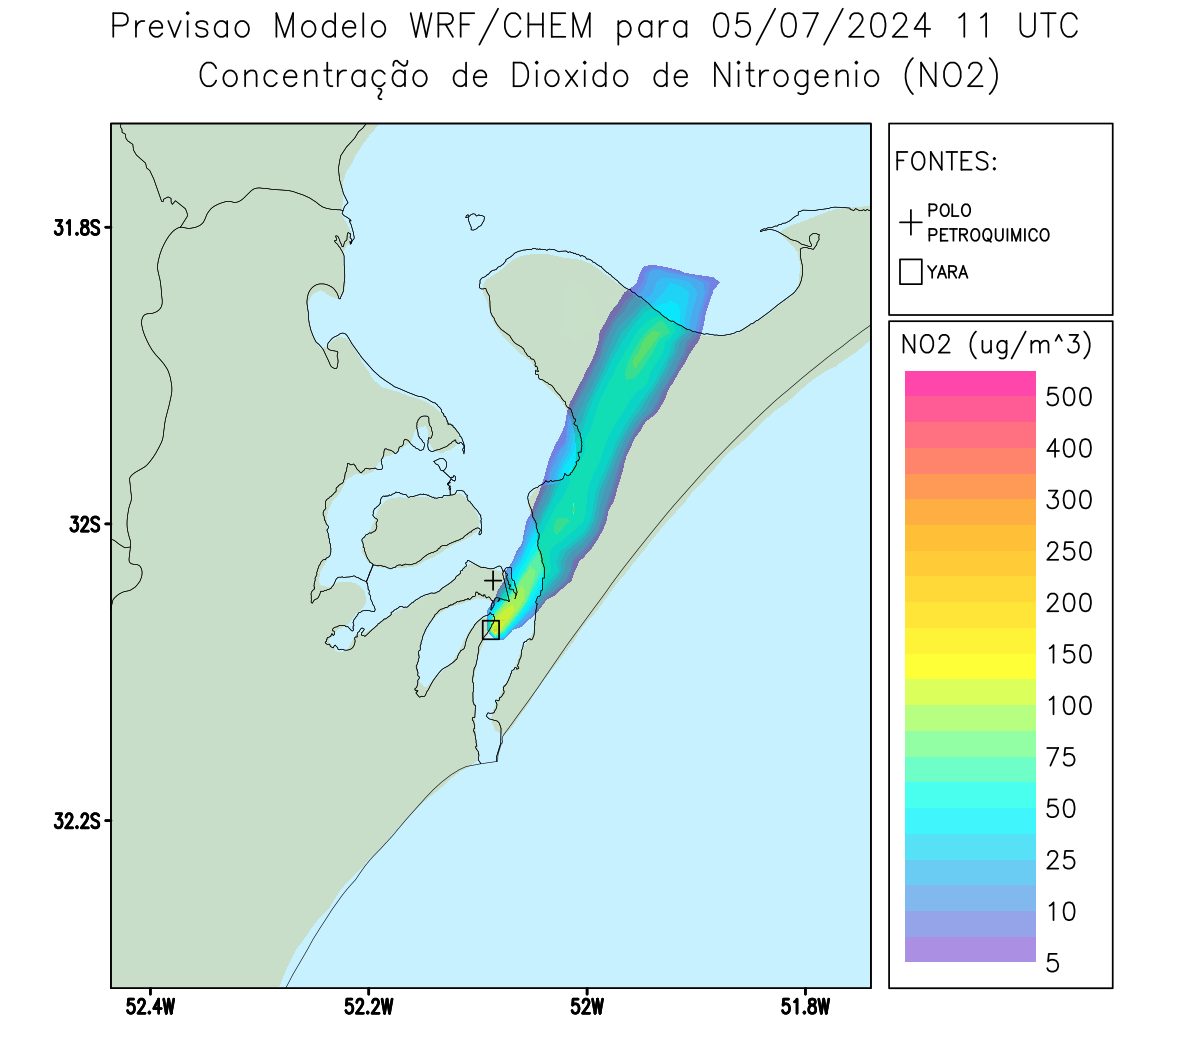 Previsao Modelo WRF/CHEM para 05/07/2024 11 UTC
Concentração de Dioxido de Nitrogenio (NO2)
FONTES:
POLO
PETROQUIMICO
YARA
31.8S
32S
32.2S
52.4W
52.2W
52W
51.8W
NO2 (ug/m^3)
500
400
300
250
200
150
100
75
50
25
10
5